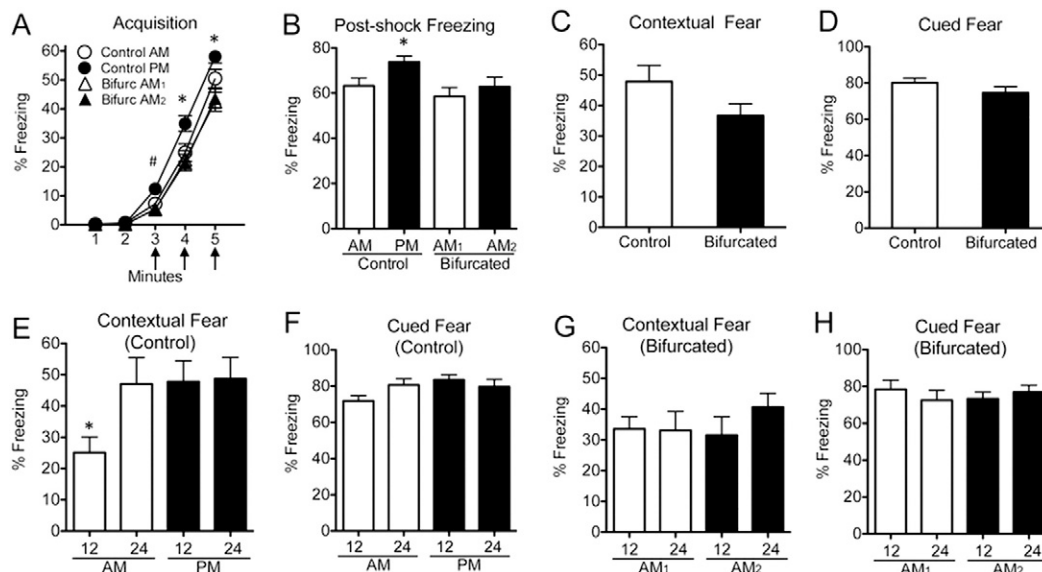 A
Acquisition
*
60
50
40
30
20
10
0
% Freezing
Control AM
Control PM
Bifurc AM1
Bifurc AM2
#
*
1 2 3 4 5
Minutes
B
Post-shock Freezing
*
100
80
60
40
20
0
% Freezing
AM PM AM1 AM2
Control Bifurcated
C
Contextual Fear
60
50
40
30
20
10
0
% Freezing
Control Bifurcated
D
Cued Fear
100
80
60
40
20
0
% Freezing
Control Bifurcated
E
Contextual Fear
(Control)
60
50
40
30
20
10
0
% Freezing
*
12 24 12 24
AM PM
F
Cued Fear
(Control)
100
80
60
40
20
0
% Freezing
12 24 12 24
AM PM
G
Contextual Fear
(Bifurcated)
60
50
40
30
20
10
0
% Freezing
12 24 12 24
AM1 AM2
H
Cued Fear
(Bifurcated)
100
80
60
40
20
0
% Freezing
12 24 12 24
AM1 AM2